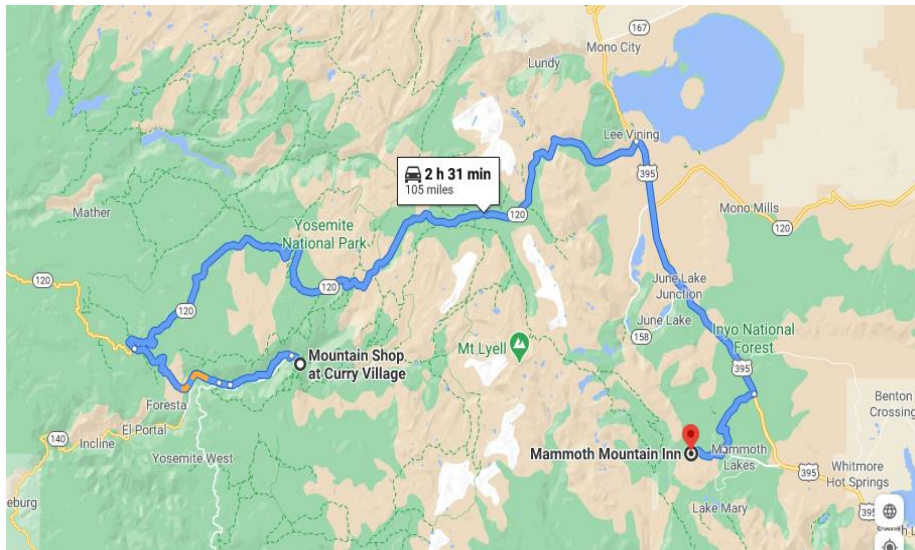 167
Mono City
Lundy
Lee Vining
2 h 31 min
105 miles
395
120
Mather
Yosemite
National Park
Mono Mills
120
120
120
120
June Lake
Junction
June Lake
Inyo National
Forest
158
Mt Lyell
395
Mountain Shop
at Curry Village
Foresta
El Portal
140
Incline
Yosemite West
Benton
Crossing
Mammoth Mountain Inn
Mammoth
Lakes
395
Whitmore
Hot Springs
Lake Mary
395
eburg